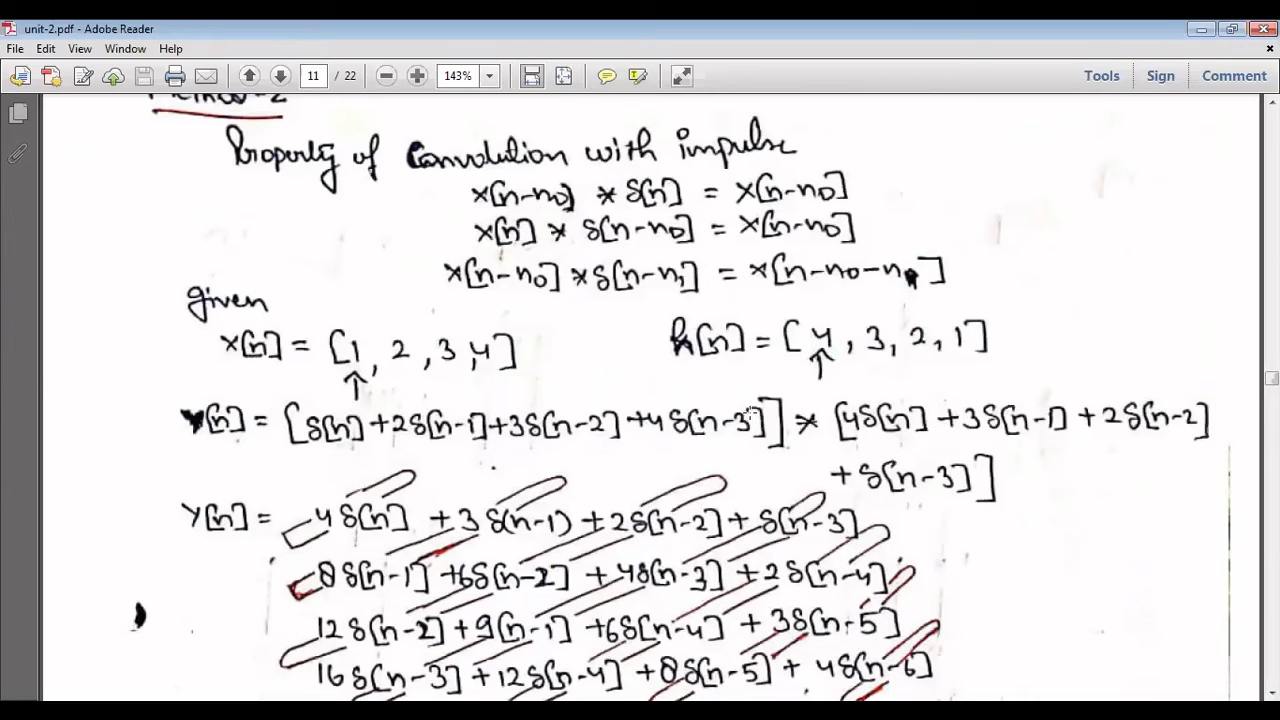 unit-2.pdf - Adobe Reader
File Edit View Window Help
11 / 22 143% Tools Sign Comment
Method-2
Property of Convolution with impulse
x[n-n0] * δ[n] = x[n-n0]
x[n] * δ[n-n0] = x[n-n0]
x[n-n0] * δ[n-n1] = x[n-n0-n1]
given
x[n] = [1, 2, 3, 4] h[n] = [4, 3, 2, 1]
↑ ↑
Y[n] = [δ[n] +2δ[n-1]+3δ[n-2] +4δ[n-3]] * [4δ[n] +3δ[n-1] +2δ[n-2]
+ δ[n-3]]
Y[n] = 4δ[n] +3δ(n-1) +2δ[n-2] + δ[n-3]
8δ[n-1] +6δ[n-2] +4δ[n-3] +2δ[n-4]
12δ[n-2] +9[n-1] +6δ[n-4] + 3δ[n-5]
16δ[n-3] +12δ[n-4] +8δ[n-5] + 4δ[n-6]